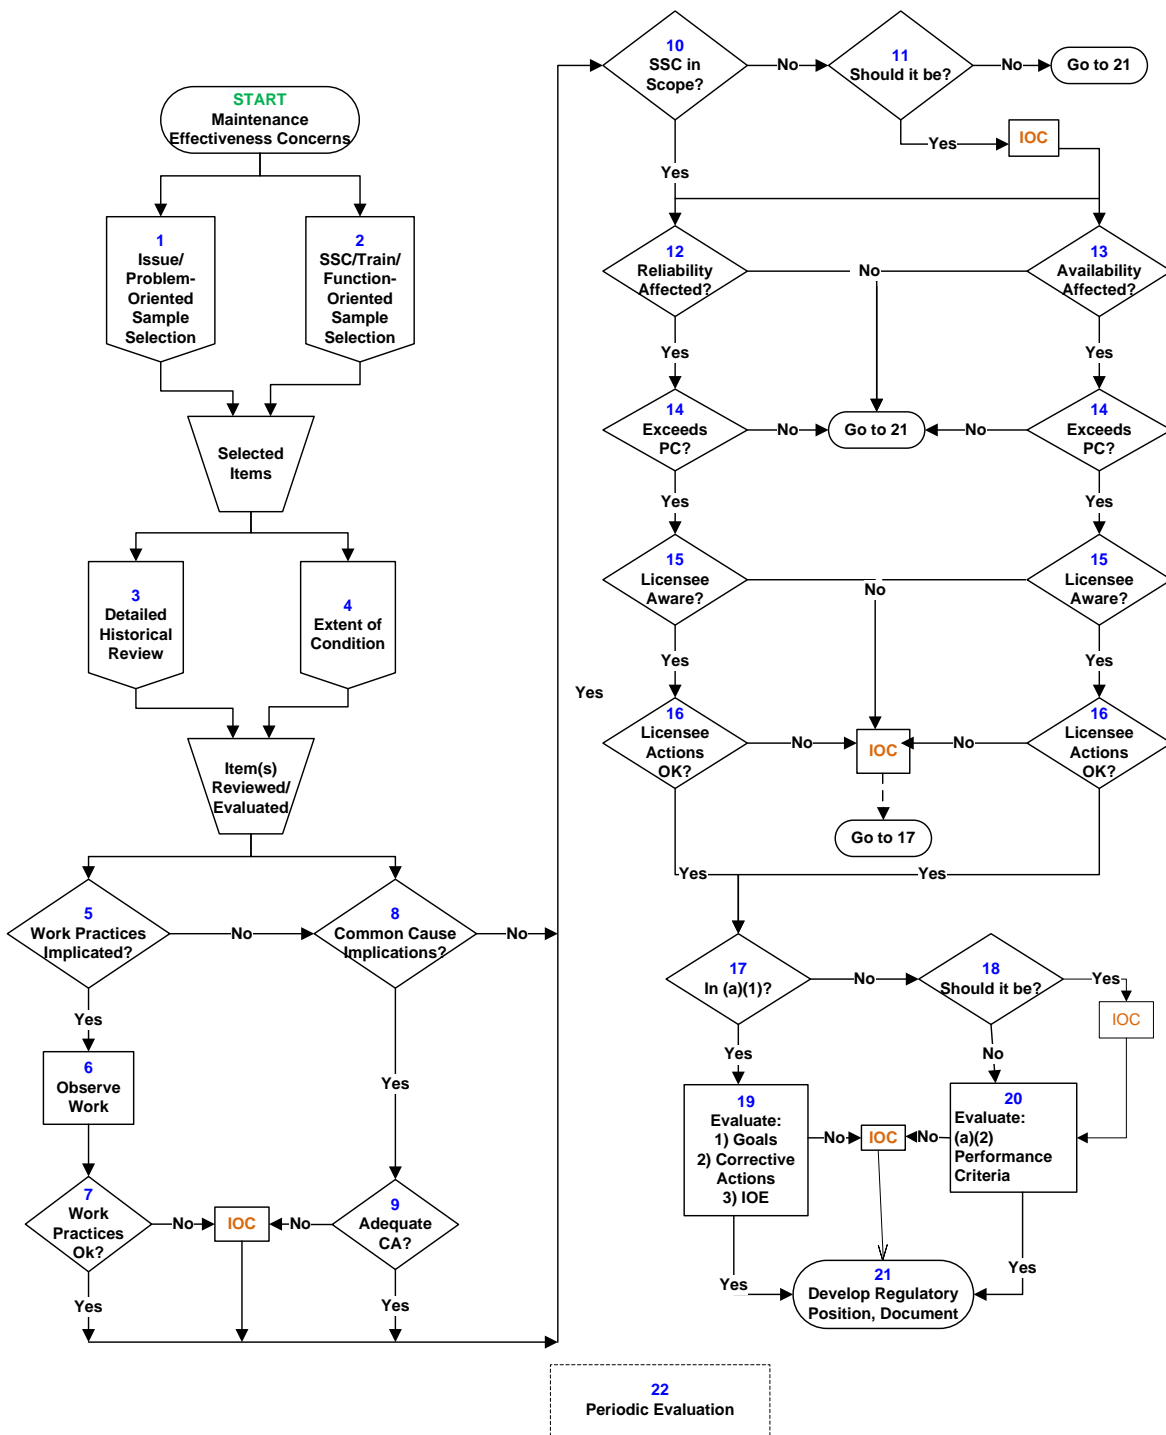 START
Maintenance
Effectiveness Concerns
1
Issue/
Problem-
Oriented
Sample
Selection
2
SSC/Train/
Function-
Oriented
Sample
Selection
Selected
Items
3
Detailed
Historical
Review
4
Extent of
Condition
Item(s)
Reviewed/
Evaluated
5
Work Practices
Implicated?
No
8
Common Cause
Implications?
No
Yes
6
Observe
Work
Yes
7
Work
Practices
Ok?
No
IOC
No
9
Adequate
CA?
Yes
Yes
10
SSC in
Scope?
No
11
Should it be?
No
Go to 21
Yes
IOC
Yes
12
Reliability
Affected?
No
13
Availability
Affected?
Yes
Yes
14
Exceeds
PC?
No
Go to 21
No
14
Exceeds
PC?
Yes
Yes
15
Licensee
Aware?
No
15
Licensee
Aware?
Yes
Yes
Yes
16
Licensee
Actions
OK?
No
IOC
No
16
Licensee
Actions
OK?
Go to 17
Yes
Yes
17
In (a)(1)?
No
18
Should it be?
Yes
IOC
Yes
No
19
Evaluate:
1) Goals
2) Corrective
Actions
3) IOE
No
IOC
No
20
Evaluate:
(a)(2)
Performance
Criteria
Yes
Yes
21
Develop Regulatory
Position, Document
22
Periodic Evaluation